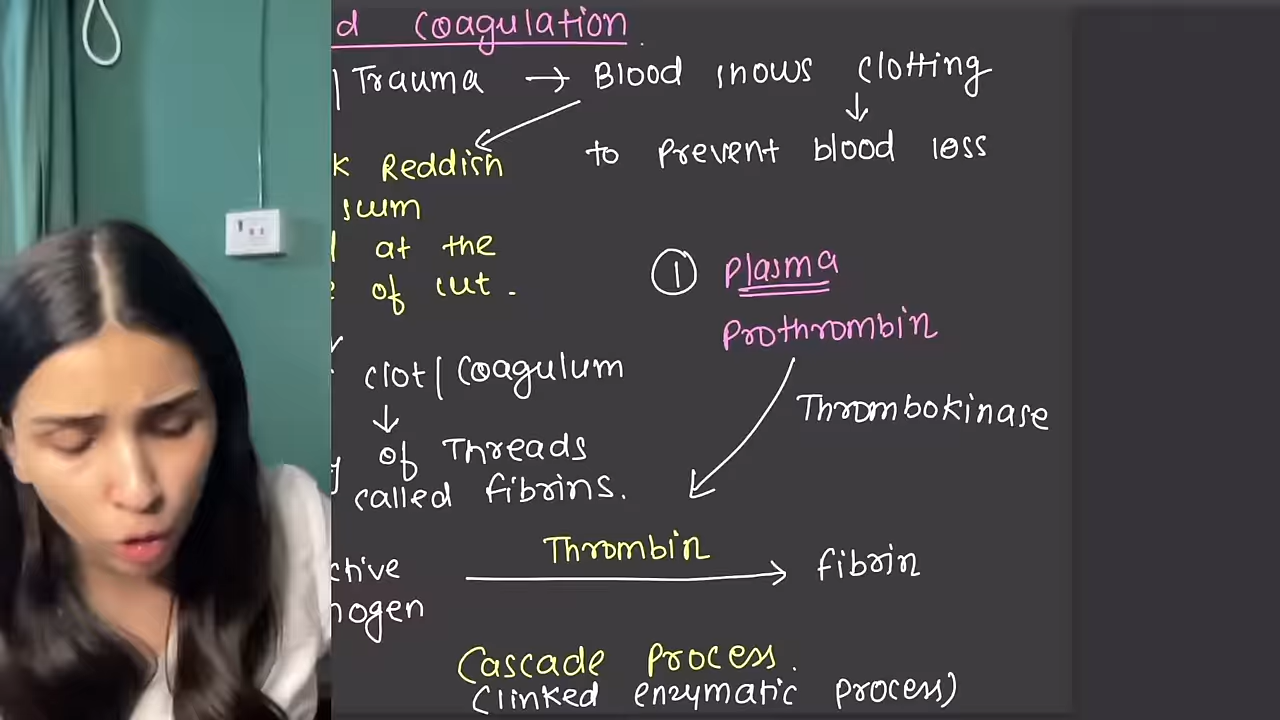 d Coagulation
| Trauma → Blood shows clotting
↓
k Reddish to prevent blood loss
scum
at the
① Plasma
of cut.
Prothrombin
clot/Coagulum
Thrombokinase
↓
of Threads
called fibrins.
Thrombin
ctive → fibrin
nogen
Cascade Process.
(linked enzymatic process)